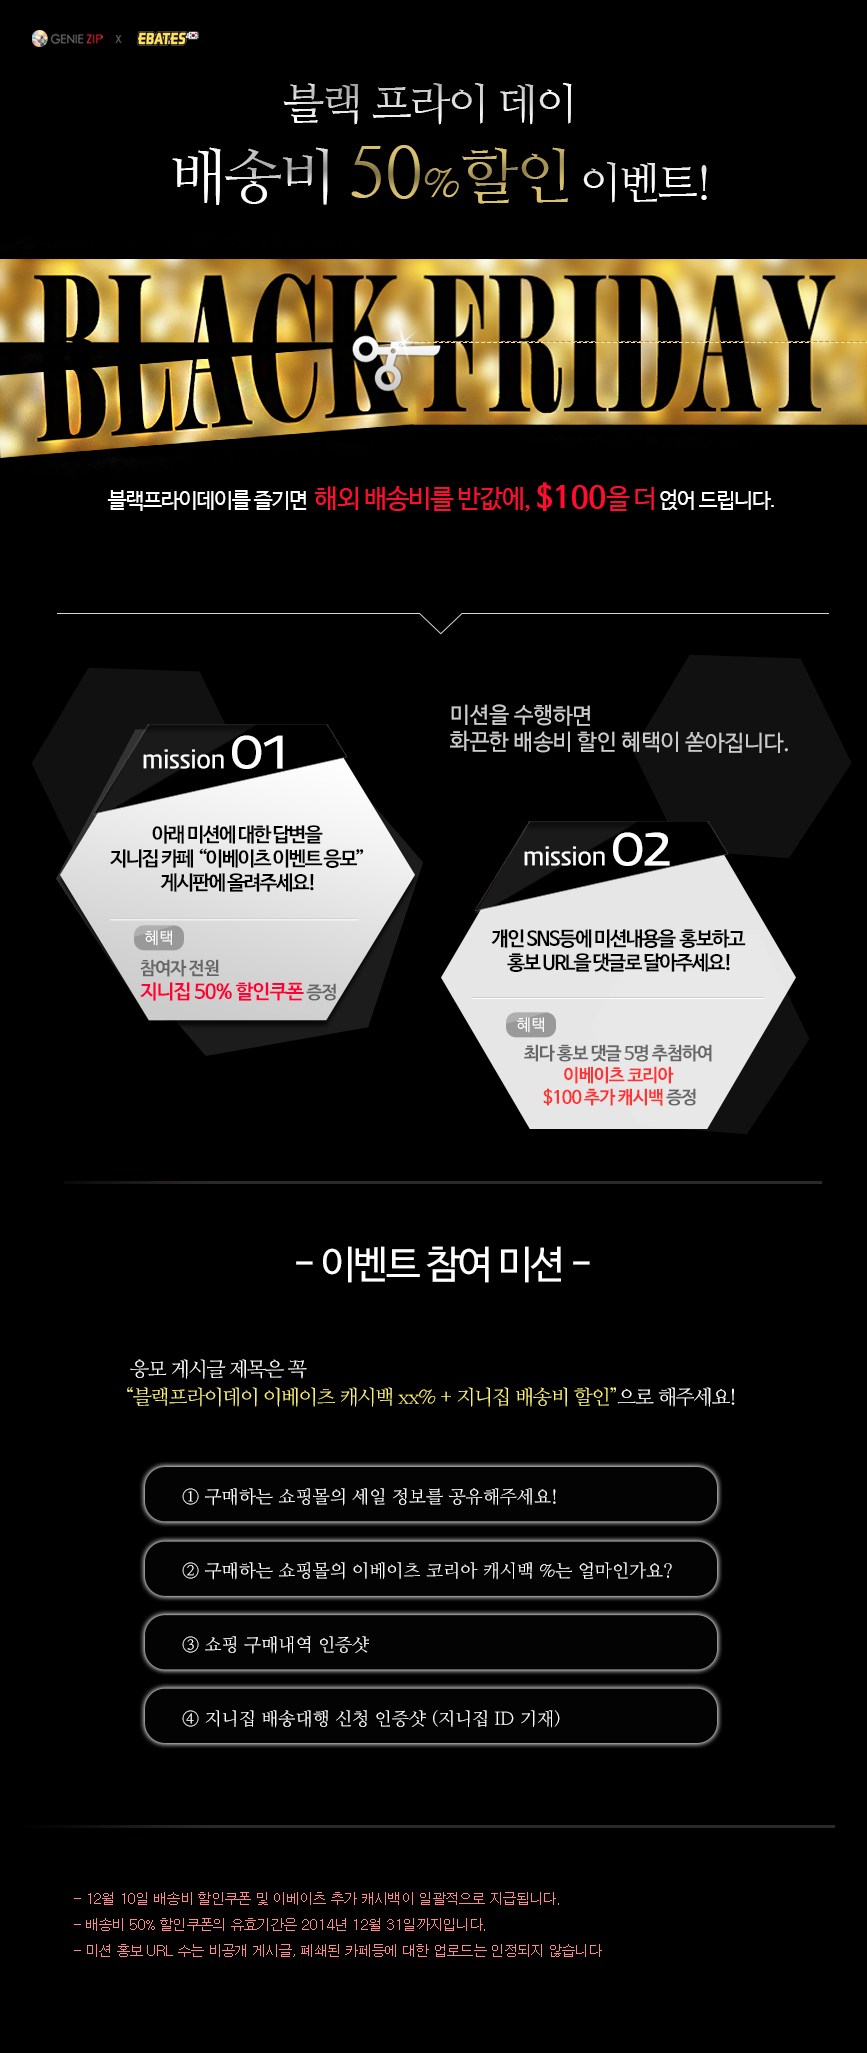 GENIE ZIP X EBATES
블랙 프라이 데이
배송비 50% 할인 이벤트!
BLACK FRIDAY
블랙프라이데이를 즐기면 해외 배송비를 반값에, $100을 더 얹어 드립니다.
mission 01
아래 미션에 대한 답변을
지니집 카페 “이베이츠 이벤트 응모”
게시판에 올려주세요!
혜택
참여자 전원
지니집 50% 할인쿠폰 증정
미션을 수행하면
화끈한 배송비 할인 혜택이 쏟아집니다.
mission 02
개인 SNS등에 미션내용을 홍보하고
홍보 URL을 댓글로 달아주세요!
혜택
최다 홍보 댓글 5명 추첨하여
이베이츠 코리아
$100 추가 캐시백 증정
- 이벤트 참여 미션 -
응모 게시글 제목은 꼭
“블랙프라이데이 이베이츠 캐시백 xx% + 지니집 배송비 할인”으로 해주세요!
① 구매하는 쇼핑몰의 세일 정보를 공유해주세요!
② 구매하는 쇼핑몰의 이베이츠 코리아 캐시백 %는 얼마인가요?
③ 쇼핑 구매내역 인증샷
④ 지니집 배송대행 신청 인증샷 (지니집 ID 기재)
- 12월 10일 배송비 할인쿠폰 및 이베이츠 추가 캐시백이 일괄적으로 지급됩니다.
- 배송비 50% 할인쿠폰의 유효기간은 2014년 12월 31일까지입니다.
- 미션 홍보 URL 수는 비공개 게시글, 폐쇄된 카페등에 대한 업로드는 인정되지 않습니다